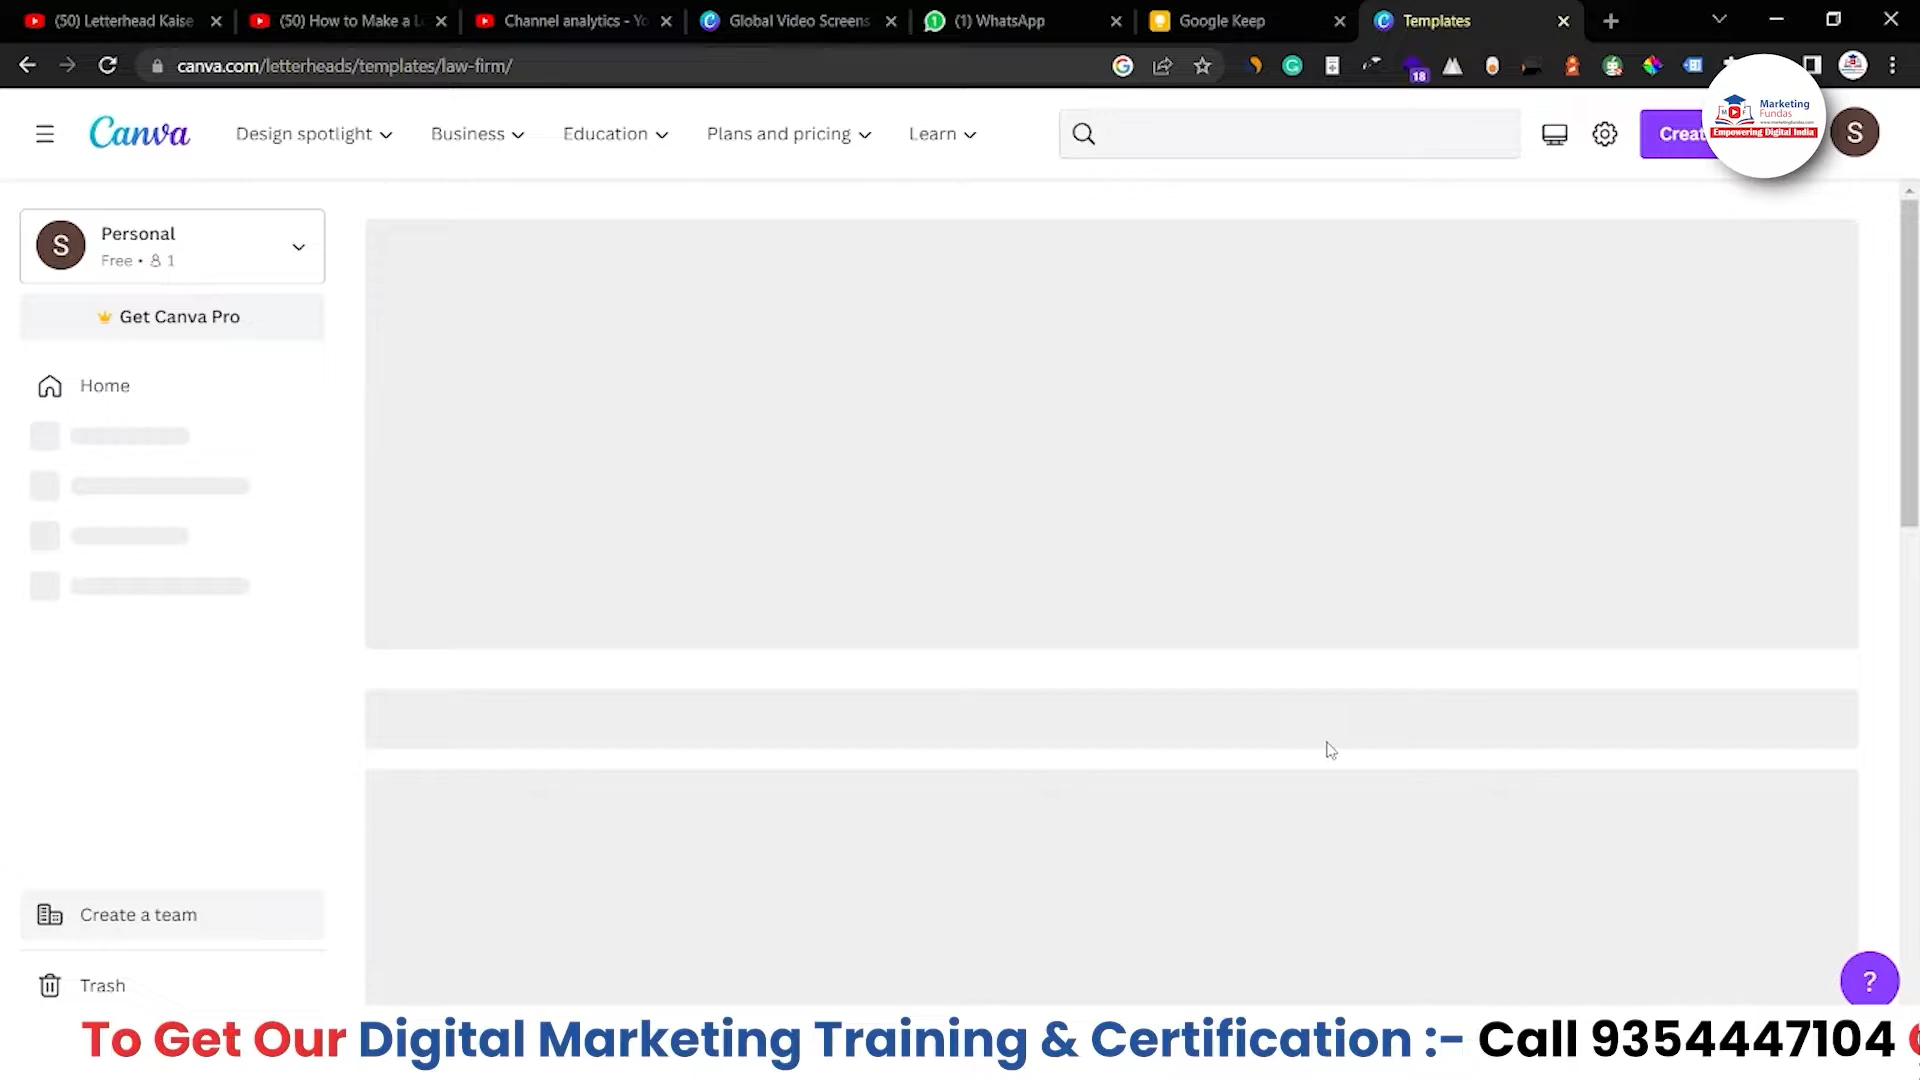 (50) Letterhead Kaise
(50) How to Make a L
Channel analytics - Yo
Global Video Screens
(1) WhatsApp
Google Keep
Templates
canva.com/letterheads/templates/law-firm/
18
Canva
Design spotlight
Business
Education
Plans and pricing
Learn
Creat
Marketing
Fundas
www.marketingfundas.com
Empowering Digital India
S
S
Personal
Free • 1
Get Canva Pro
Home
Create a team
Trash
?
To Get Our Digital Marketing Training & Certification :- Call 9354447104